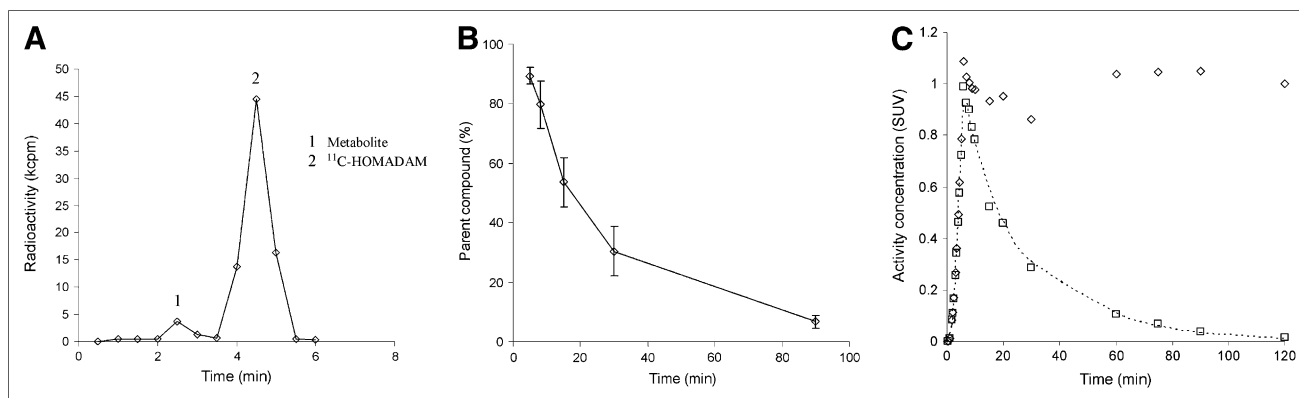 A
50
45
40
35
30
25
20
15
10
5
0
Radioactivity (kcpm)
0 2 4 6 8
Time (min)
1
2
1 Metabolite
2 ¹¹C-HOMADAM
B
100
80
60
40
20
0
Parent compound (%)
0 20 40 60 80 100
Time (min)
C
1.2
1
0.8
0.6
0.4
0.2
0
Activity concentration (SUV)
0 20 40 60 80 100 120
Time (min)